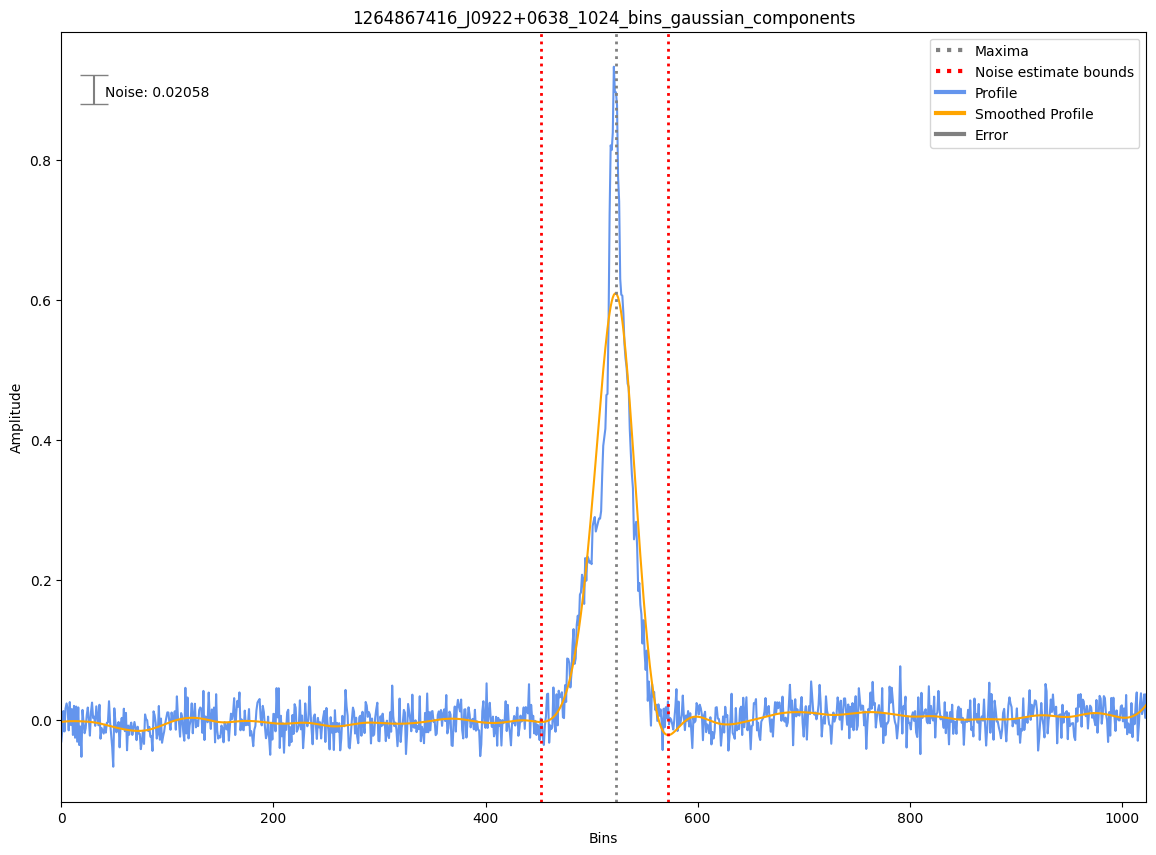 1264867416_J0922+0638_1024_bins_gaussian_components
Noise: 0.02058
Maxima
Noise estimate bounds
Profile
Smoothed Profile
Error
Amplitude
0.8
0.6
0.4
0.2
0.0
0
200
400
600
800
1000
Bins